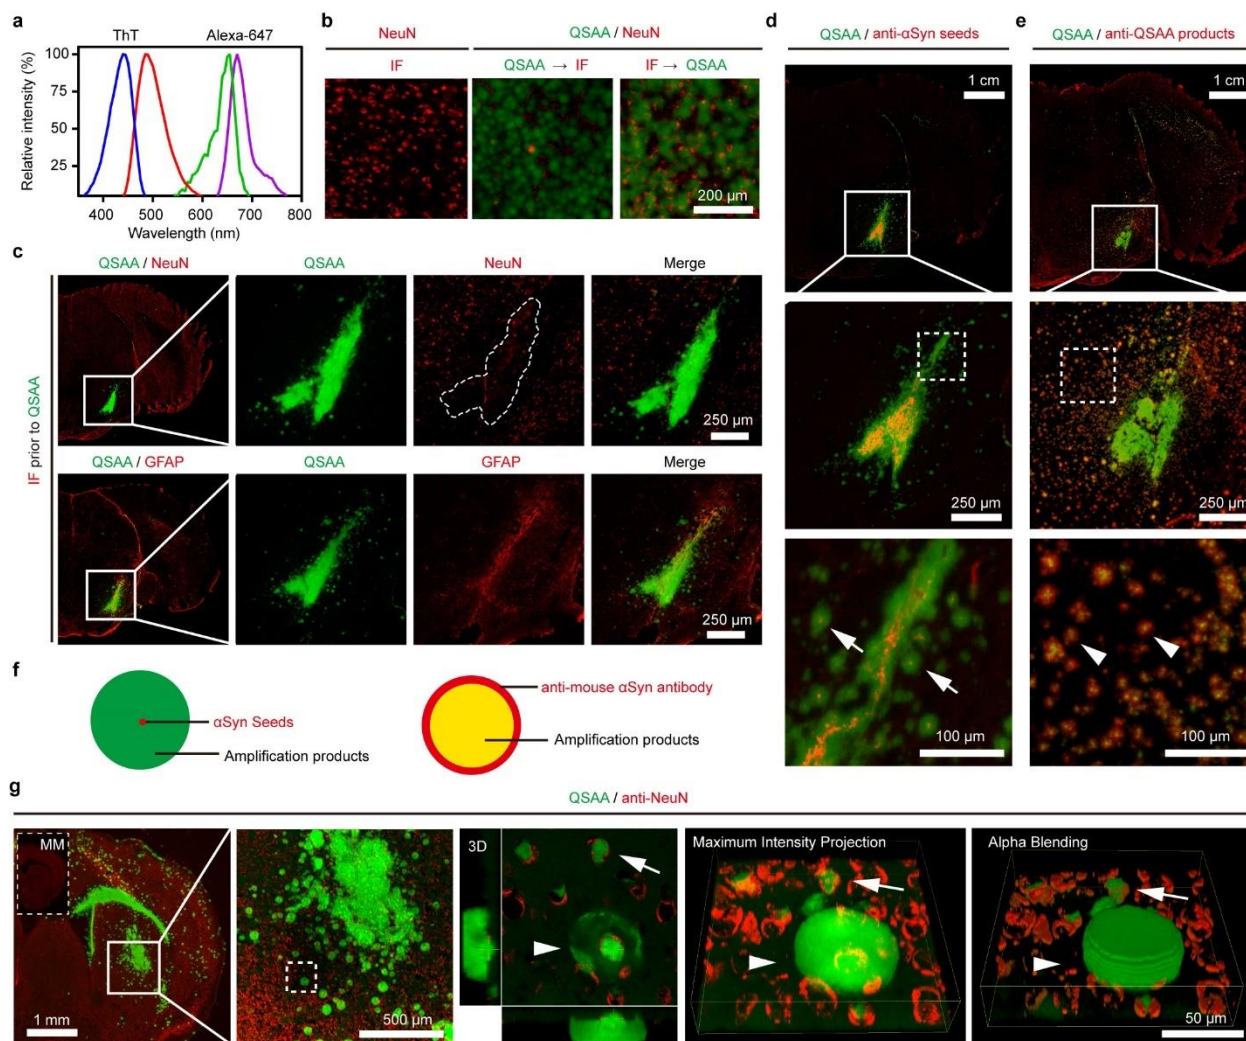 a
ThT
Alexa-647
Relative intensity (%)
100
75
50
25
400
500
600
700
800
Wavelength (nm)
b
NeuN
QSAA / NeuN
IF
QSAA → IF
IF → QSAA
200 µm
c
IF prior to QSAA
QSAA / NeuN
QSAA
NeuN
Merge
250 µm
QSAA / GFAP
QSAA
GFAP
Merge
250 µm
d
QSAA / anti-αSyn seeds
1 cm
250 µm
100 µm
e
QSAA / anti-QSAA products
1 cm
250 µm
100 µm
f
αSyn Seeds
Amplification products
anti-mouse αSyn antibody
Amplification products
g
QSAA / anti-NeuN
MM
1 mm
500 µm
3D
Maximum Intensity Projection
Alpha Blending
50 µm